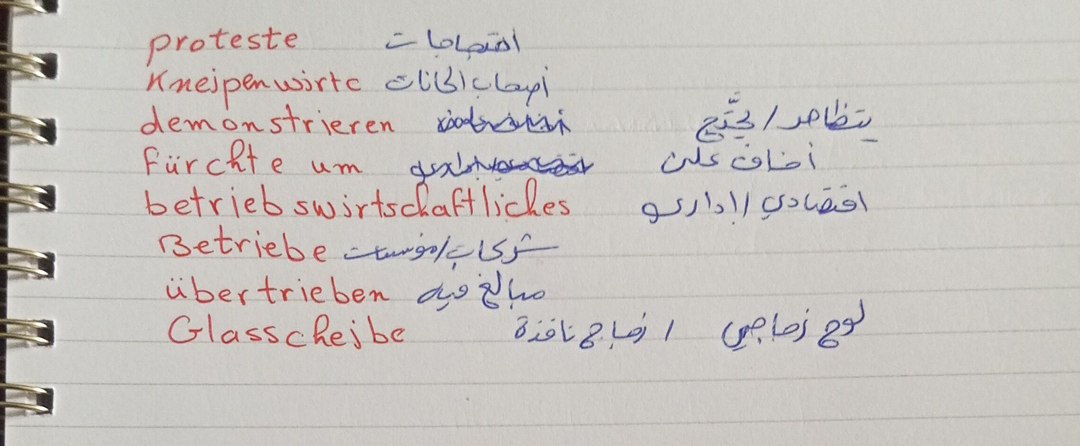 proteste احتجاجات
Kneipenwirte أصحاب الحانات
demonstrieren يتظاهر / يحتَّج
fürchte um أخاف على
betriebswirtschaftliches اقتصادي / إداري
Betriebe شركات / مؤسسات
übertrieben مبالغ فيه
Glasscheibe لوح زجاجي / زجاج نافذة